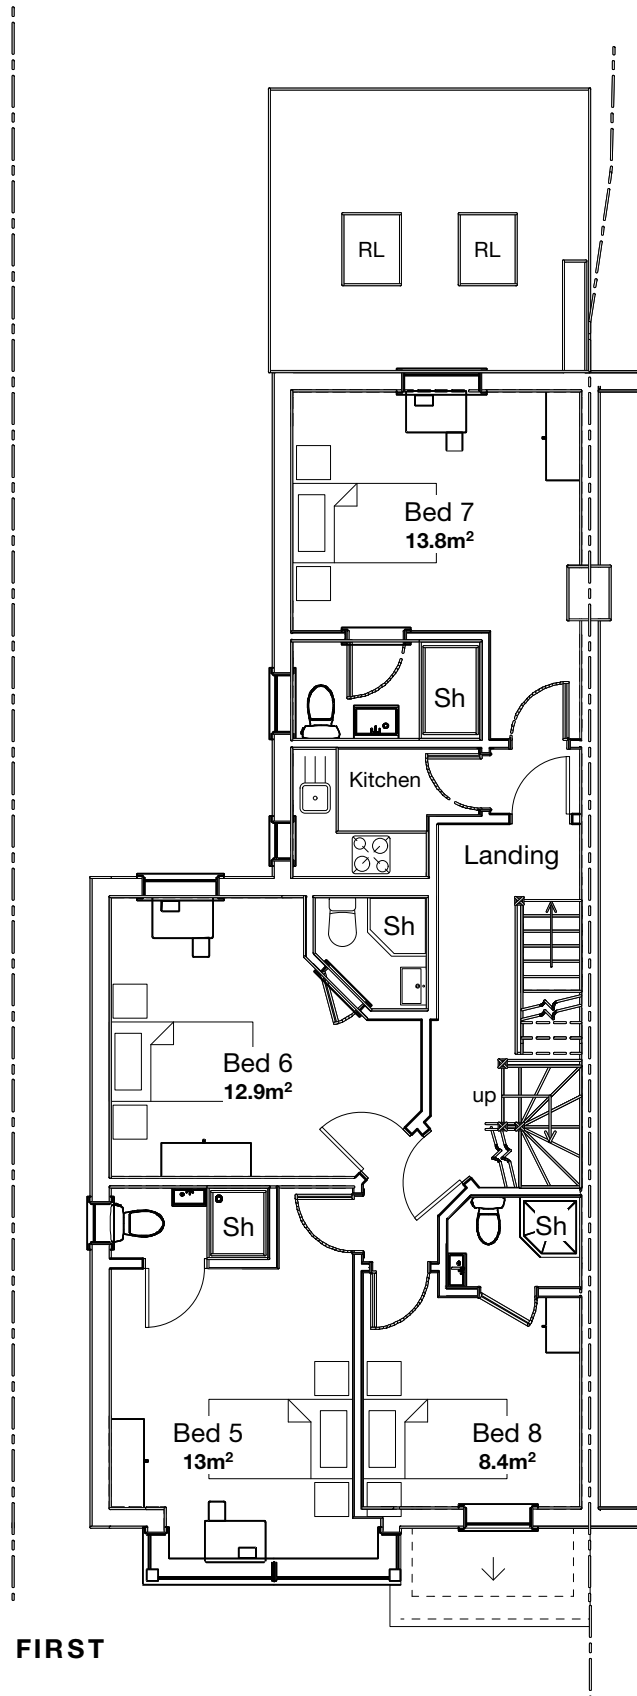 RL
RL
Bed 7
13.8m²
Sh
Kitchen
Landing
Sh
Bed 6
12.9m²
up
Sh
Sh
Bed 5
13m²
Bed 8
8.4m²
FIRST